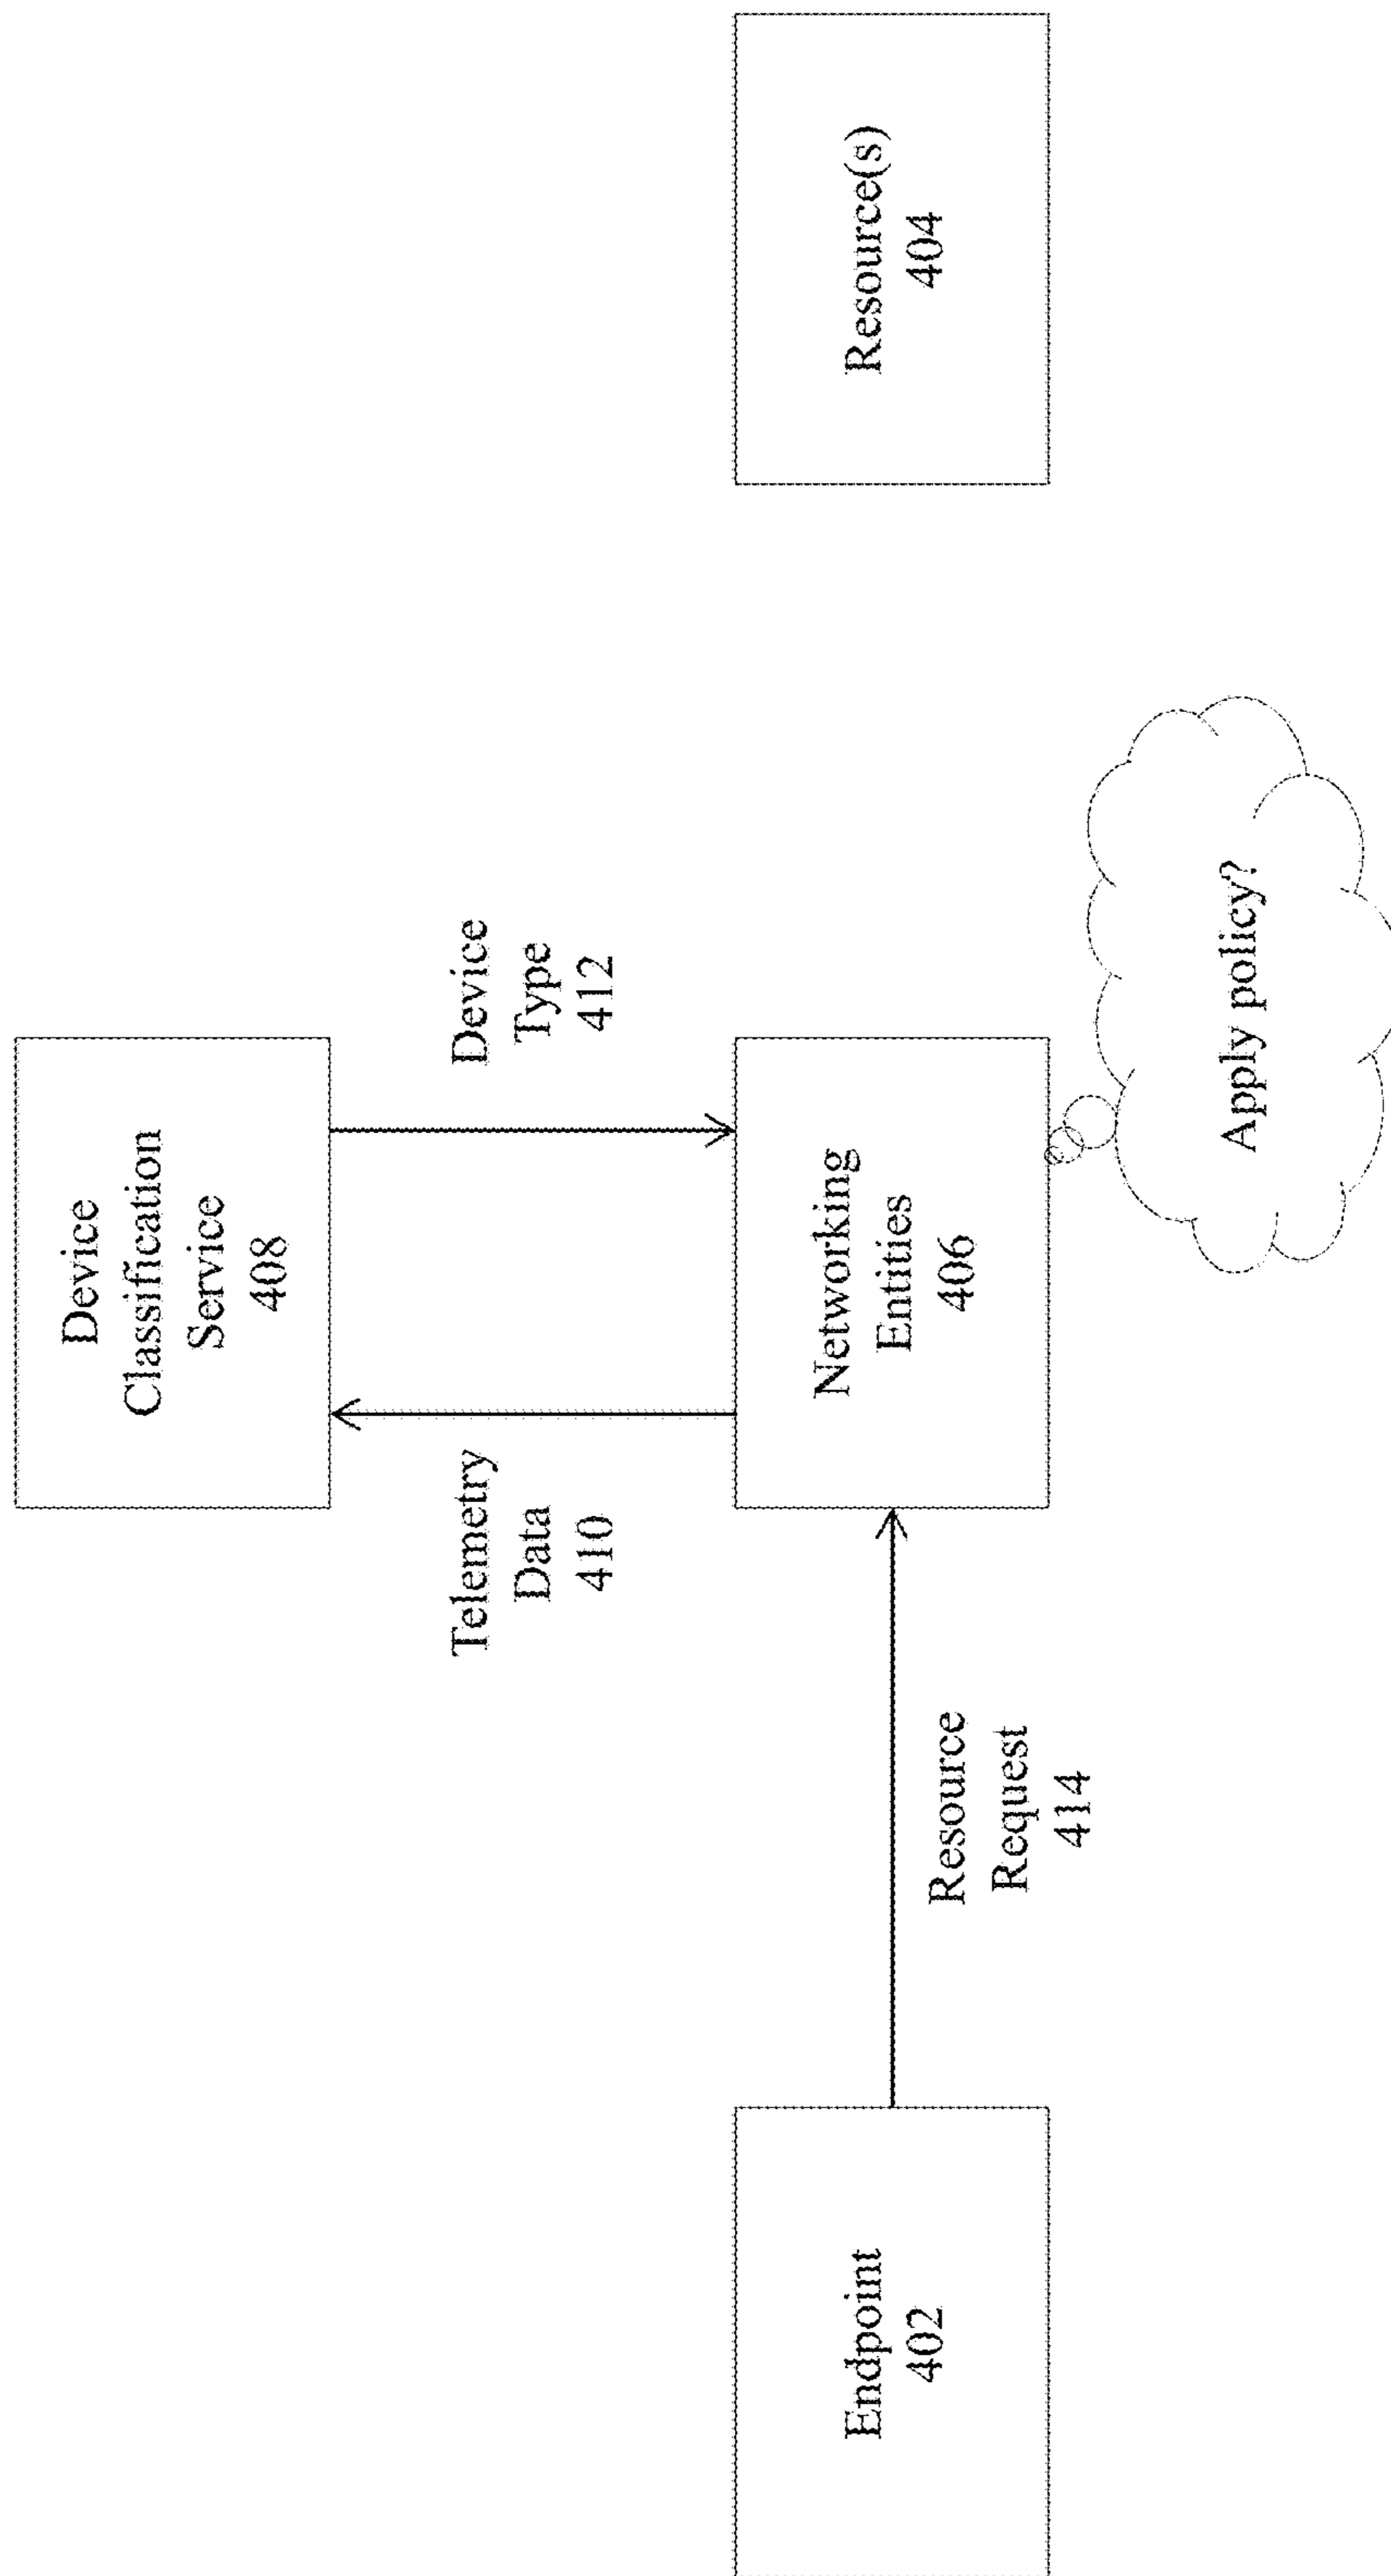 Device
Classification
Service
408
Telemetry
Data
410
Device
Type
412
Endpoint
402
Resource
Request
414
Networking
Entities
406
Resource(s)
404
Apply policy?